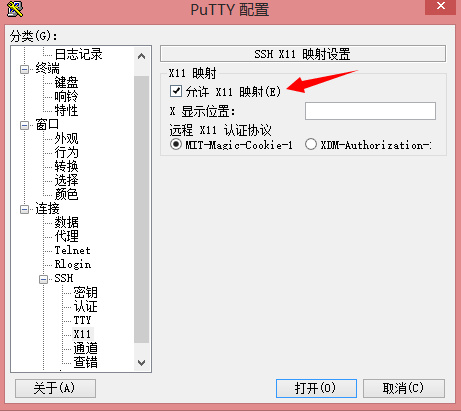 PuTTY 配置
分类(G):
日志记录
终端
键盘
响铃
特性
窗口
外观
行为
转换
选择
颜色
连接
数据
代理
Telnet
Rlogin
SSH
密钥
认证
TTY
X11
通道
查错
SSH X11 映射设置
X11 映射
允许 X11 映射(E)
X 显示位置:
远程 X11 认证协议
MIT-Magic-Cookie-1
XDM-Authorization-
关于(A)
打开(O)
取消(C)